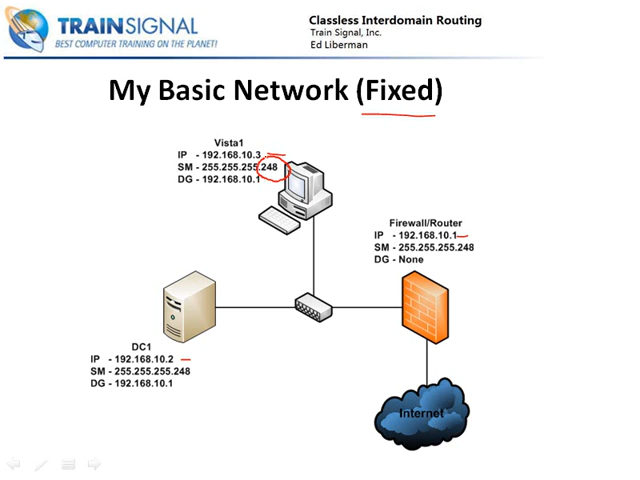 TRAINSIGNAL
BEST COMPUTER TRAINING ON THE PLANET!
Classless Interdomain Routing
Train Signal, Inc.
Ed Liberman
My Basic Network (Fixed)
Vista1
IP - 192.168.10.3
SM - 255.255.255.248
DG - 192.168.10.1
Firewall/Router
IP - 192.168.10.1
SM - 255.255.255.248
DG - None
DC1
IP - 192.168.10.2
SM - 255.255.255.248
DG - 192.168.10.1
Internet